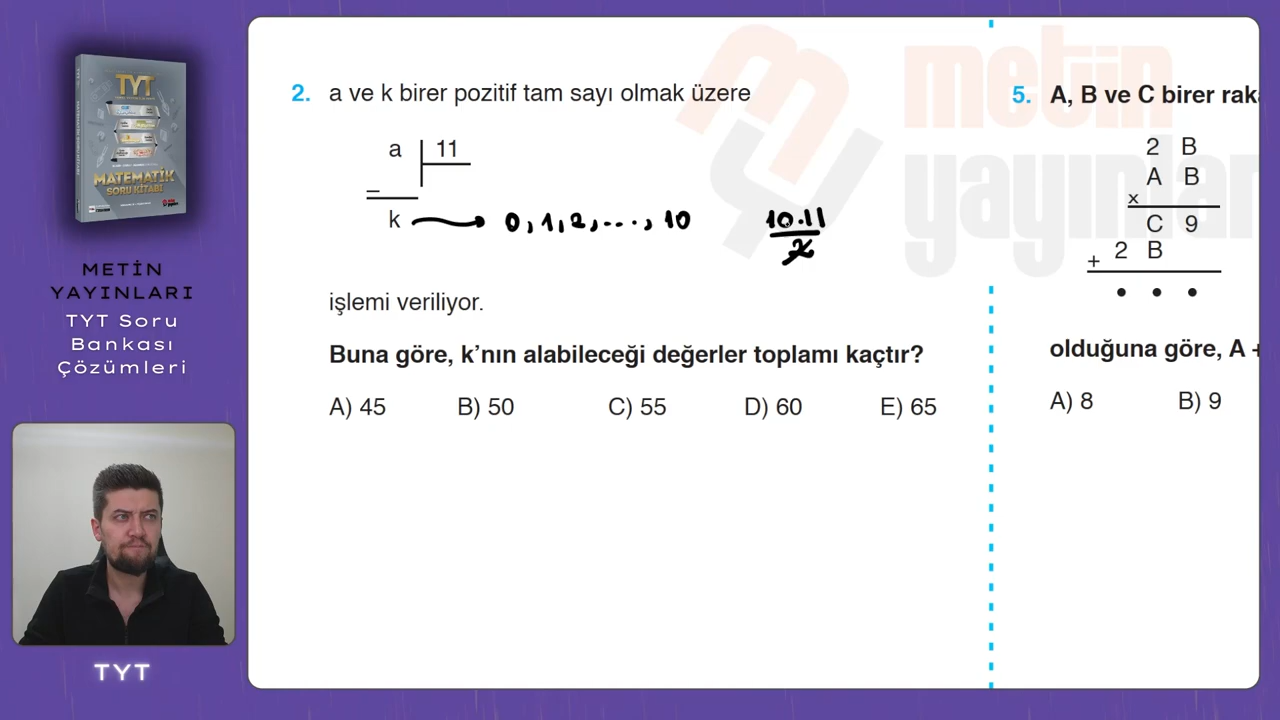 TYT
MATEMATİK
SORU KİTABI
METİN
YAYINLARI
TYT Soru
Bankası
Çözümleri
TYT
metin
yayınlar
2. a ve k birer pozitif tam sayı olmak üzere
a 11
−
k → 0, 1, 2, ..., 10
10.11
2
işlemi veriliyor.
Buna göre, k’nın alabileceği değerler toplamı kaçtır?
A) 45 B) 50 C) 55 D) 60 E) 65
5. A, B ve C birer rak
2 B
A B
x
C 9
2 B
+
• • •
olduğuna göre, A +
A) 8 B) 9